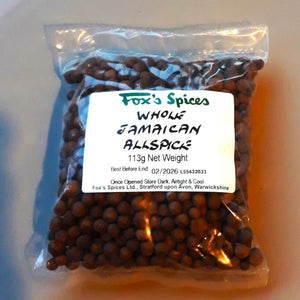 Fox's Spices
WHOLE
JAMAICAN
ALLSPICE
113g Net Weight
Best Before End: 02/2026 LS5433033
Once Opened Store Dark, Airtight & Cool
Fox's Spices Ltd., Stratford upon Avon, Warwickshire